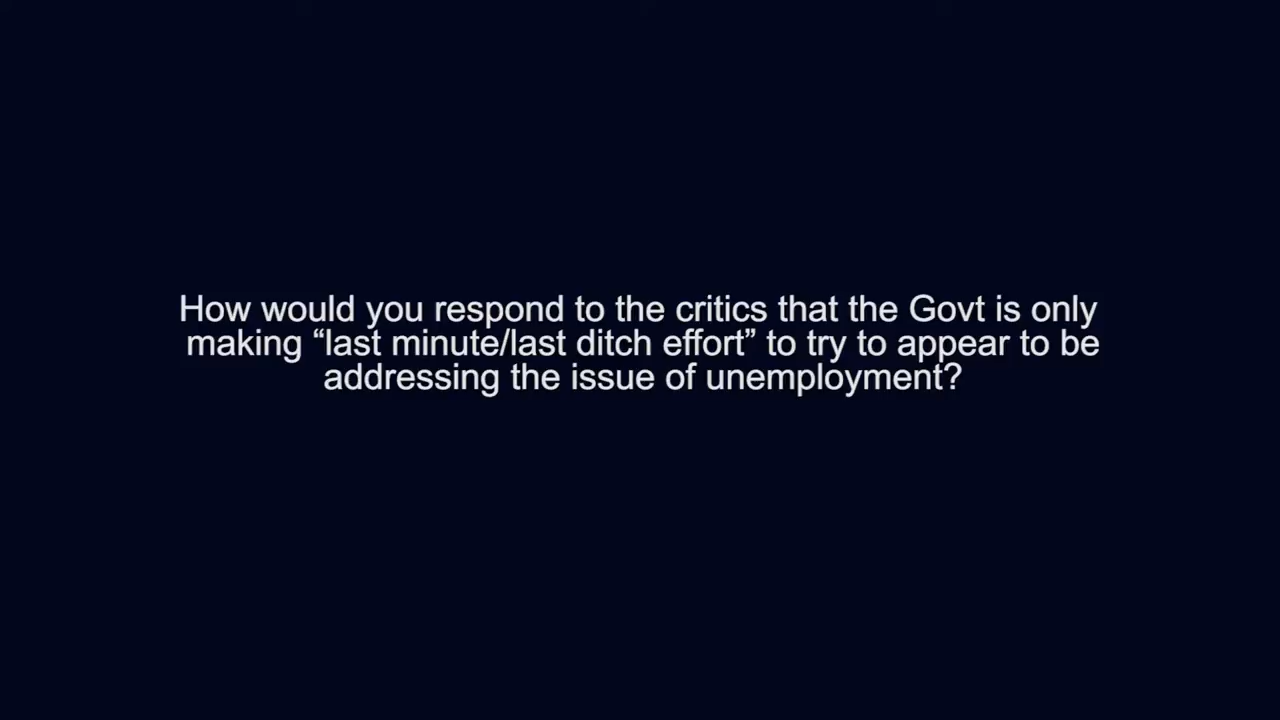 How would you respond to the critics that the Govt is only
making “last minute/last ditch effort” to try to appear to be
addressing the issue of unemployment?